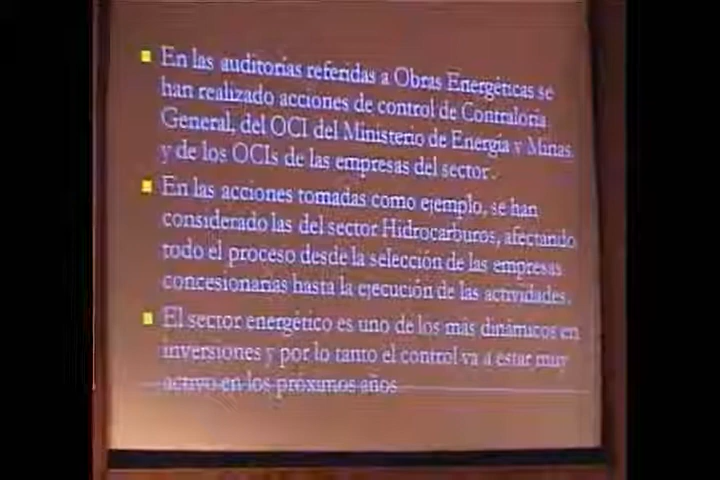 En las auditorías referidas a Obras Energéticas se
han realizado acciones de control de Contraloría
General, del OCI del Ministerio de Energía y Minas
y de los OCIs de las empresas del sector.
En las acciones tomadas como ejemplo, se han
considerado las del sector Hidrocarburos, afectando
todo el proceso desde la selección de las empresas
concesionarias hasta la ejecución de las actividades.
El sector energético es uno de los más dinámicos en
inversiones y por lo tanto el control va a estar muy
activo en los próximos años